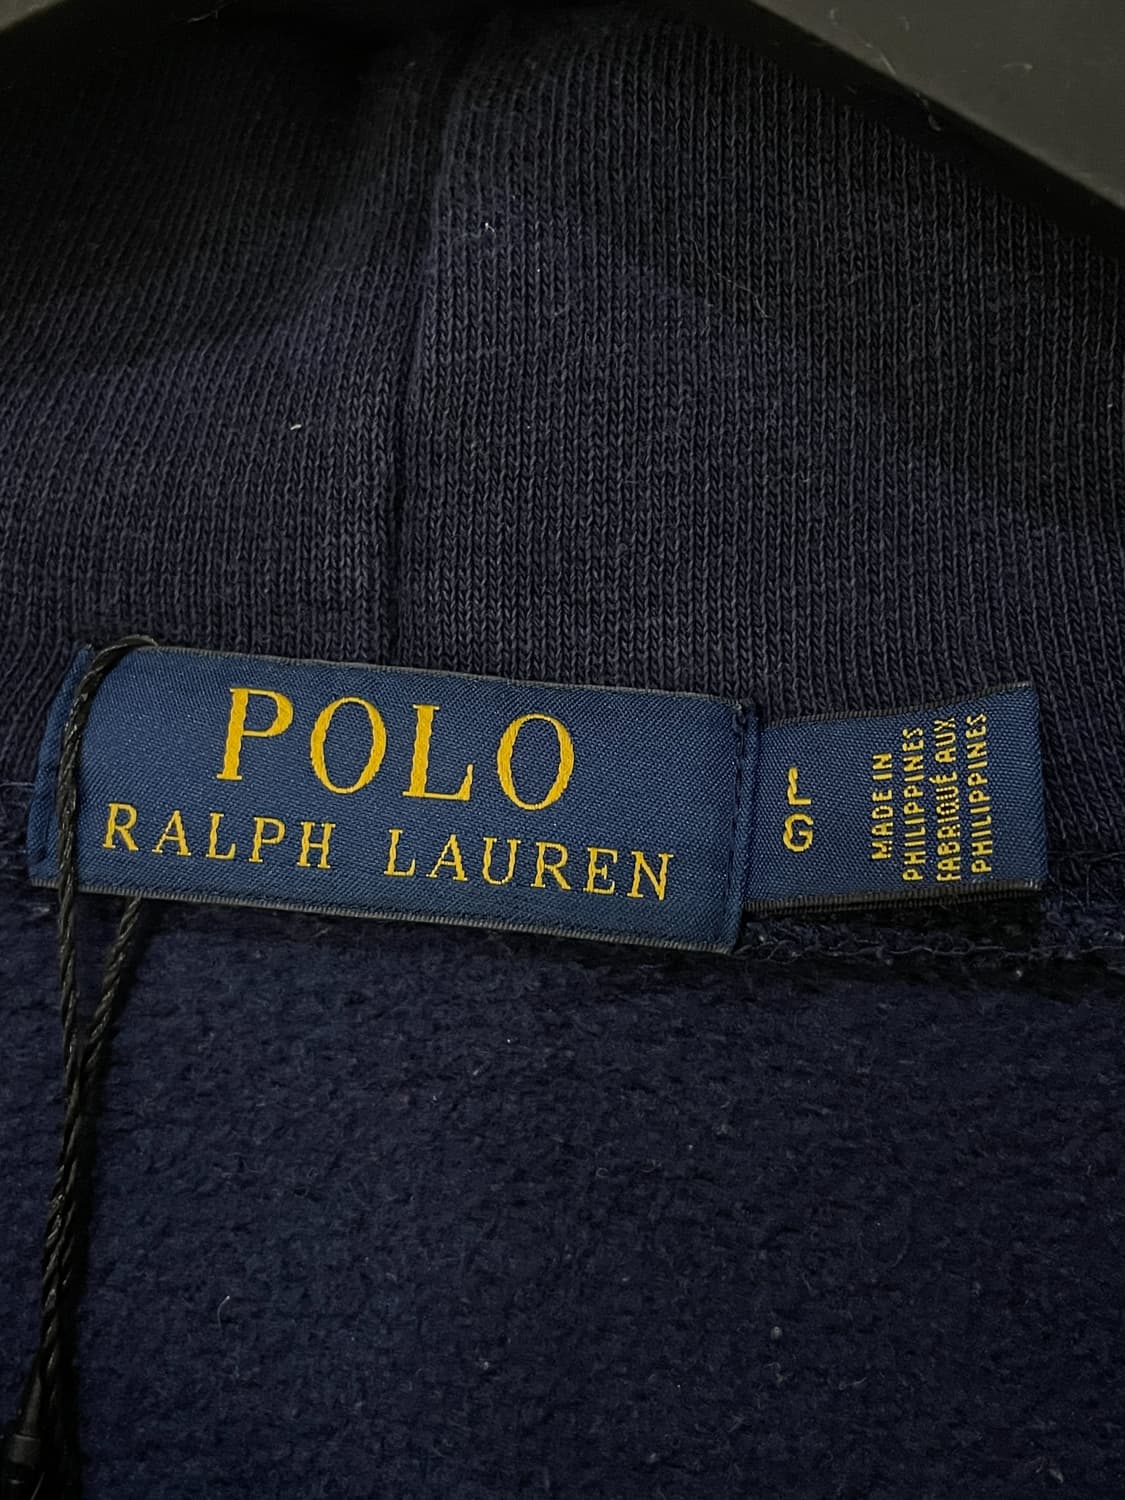 POLO
RALPH LAUREN
L
G
MADE IN
PHILIPPINES
FABRIQUÉ AUX
PHILIPPINES